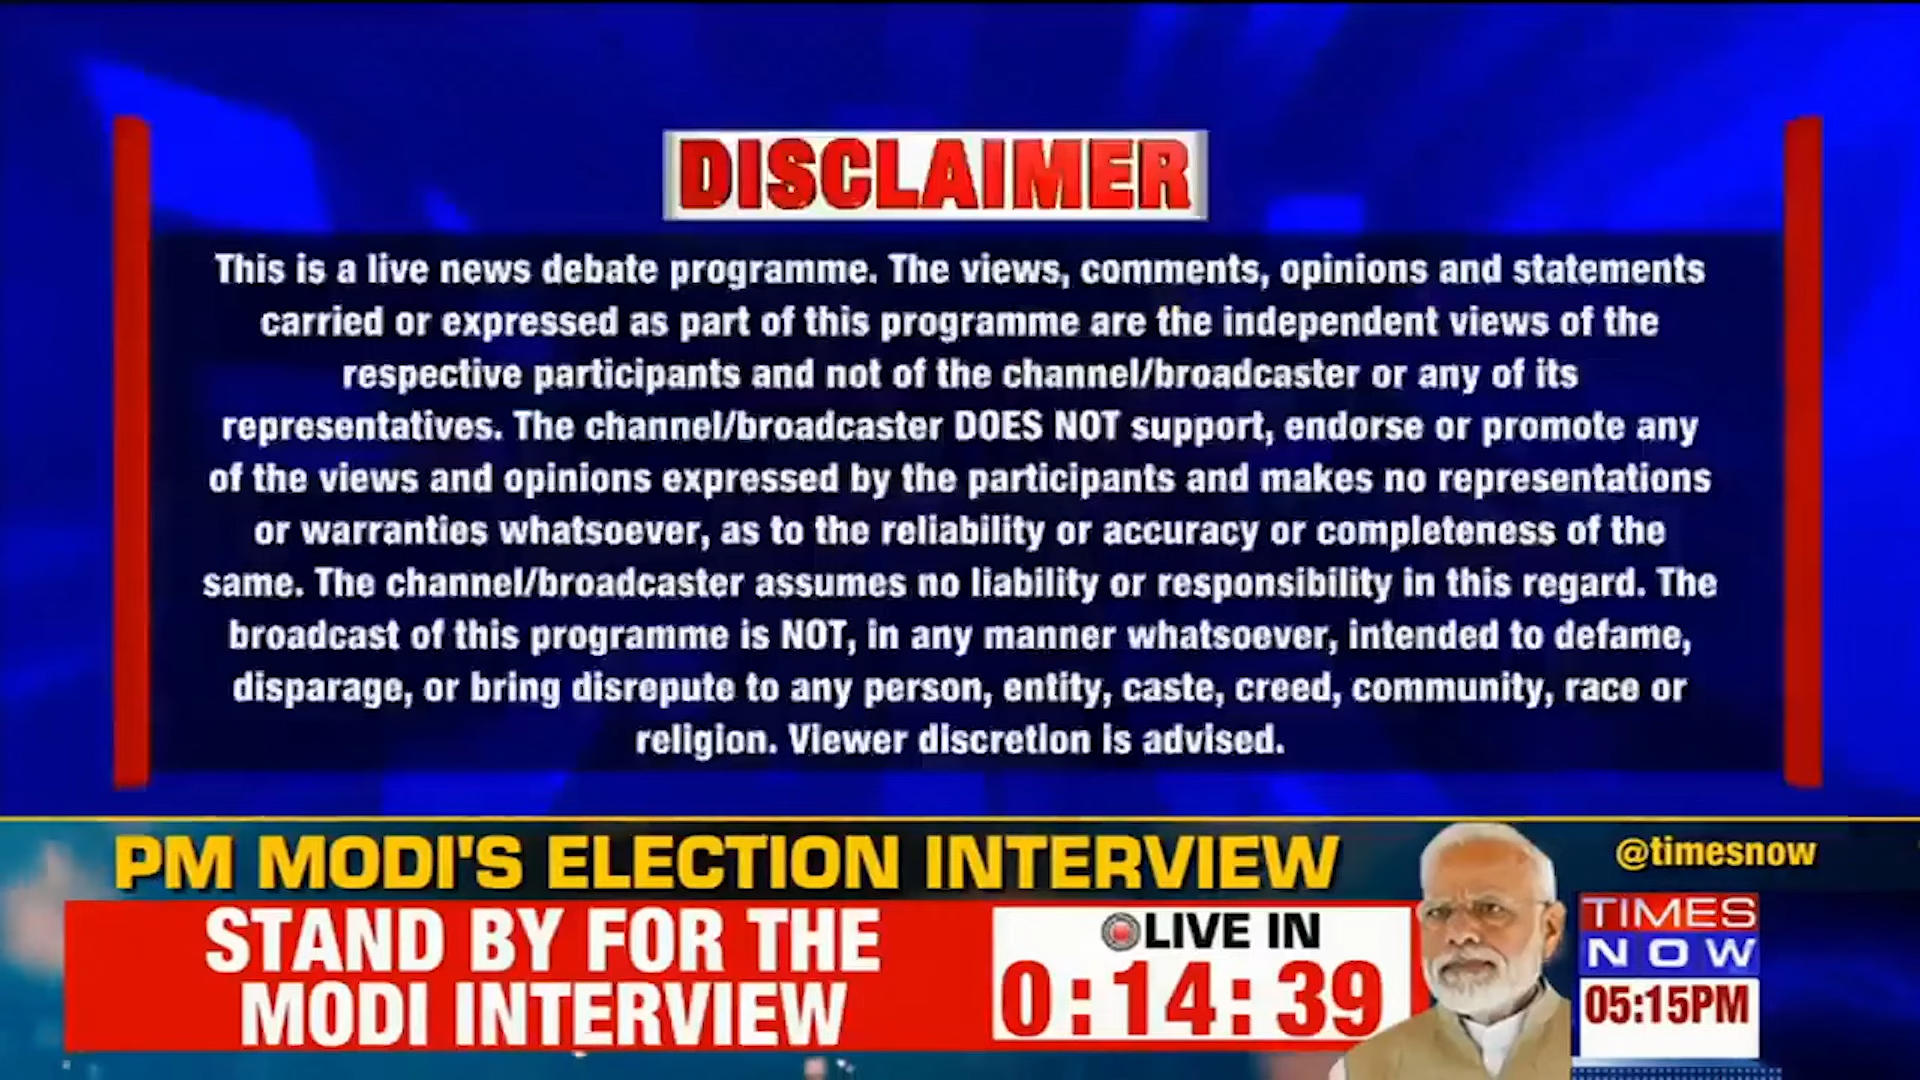 DISCLAIMER
This is a live news debate programme. The views, comments, opinions and statements
carried or expressed as part of this programme are the independent views of the
respective participants and not of the channel/broadcaster or any of its
representatives. The channel/broadcaster DOES NOT support, endorse or promote any
of the views and opinions expressed by the participants and makes no representations
or warranties whatsoever, as to the reliability or accuracy or completeness of the
same. The channel/broadcaster assumes no liability or responsibility in this regard. The
broadcast of this programme is NOT, in any manner whatsoever, intended to defame,
disparage, or bring disrepute to any person, entity, caste, creed, community, race or
religion. Viewer discretion is advised.
PM MODI'S ELECTION INTERVIEW
@timesnow
STAND BY FOR THE
MODI INTERVIEW
LIVE IN
0:14:39
TIMES
NOW
05:15PM